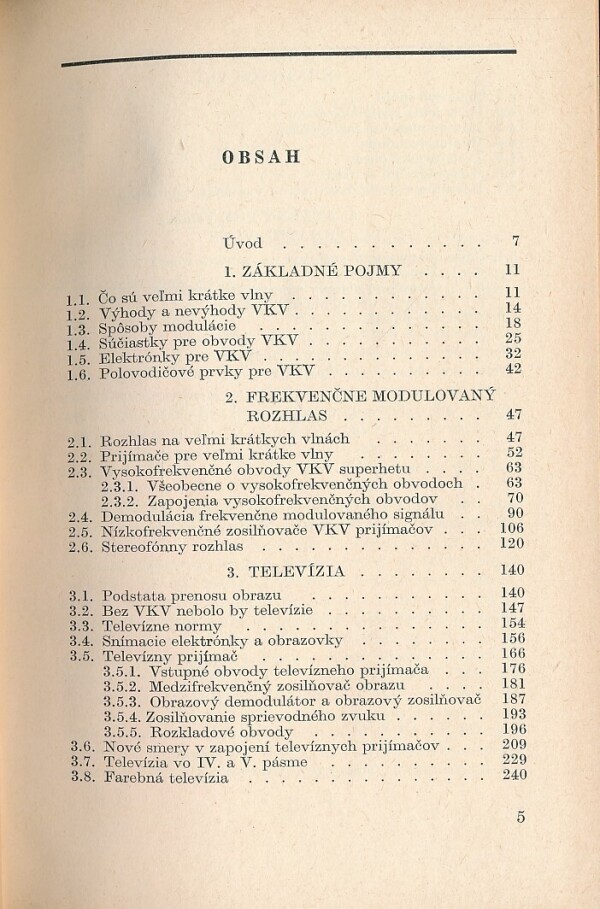 OBSAH
Úvod . . . . . . . . . . . . . 7
1. ZÁKLADNÉ POJMY . . . . 11
1.1. Čo sú veľmi krátke vlny . . . . . . . . . . . . 11
1.2. Výhody a nevýhody VKV . . . . . . . . . . . . 14
1.3. Spôsoby modulácie . . . . . . . . . . . . . 18
1.4. Súčiastky pre obvody VKV . . . . . . . . . . . 25
1.5. Elektrónky pre VKV . . . . . . . . . . . . . 32
1.6. Polovodičové prvky pre VKV . . . . . . . . . . 42
2. FREKVENČNE MODULOVANÝ
ROZHLAS . . . . . . . . . 47
2.1. Rozhlas na veľmi krátkych vlnách . . . . . . . 47
2.2. Prijímače pre veľmi krátke vlny . . . . . . . . 52
2.3. Vysokofrekvenčné obvody VKV superhetu . . . . 63
2.3.1. Všeobecne o vysokofrekvenčných obvodoch . 63
2.3.2. Zapojenia vysokofrekvenčných obvodov . . 70
2.4. Demodulácia frekvenčne modulovaného signálu . . 90
2.5. Nízkofrekvenčné zosilňovače VKV prijímačov . . . 106
2.6. Stereofónny rozhlas . . . . . . . . . . . . . 120
3. TELEVÍZIA . . . . . . . . 140
3.1. Podstata prenosu obrazu . . . . . . . . . . 140
3.2. Bez VKV nebolo by televízie . . . . . . . . . . 147
3.3. Televízne normy . . . . . . . . . . . . . 154
3.4. Snímacie elektrónky a obrazovky . . . . . . . . 156
3.5. Televízny prijímač . . . . . . . . . . . . . 166
3.5.1. Vstupné obvody televízneho prijímača . . . 176
3.5.2. Medzifrekvenčný zosilňovač obrazu . . . . 181
3.5.3. Obrazový demodulátor a obrazový zosilňovač 187
3.5.4. Zosilňovanie sprievodného zvuku . . . . . . 193
3.5.5. Rozkladové obvody . . . . . . . . . . 196
3.6. Nové smery v zapojení televíznych prijímačov . . . 209
3.7. Televízia vo IV. a V. pásme . . . . . . . . . 229
3.8. Farebná televízia . . . . . . . . . . . . . . 240
5